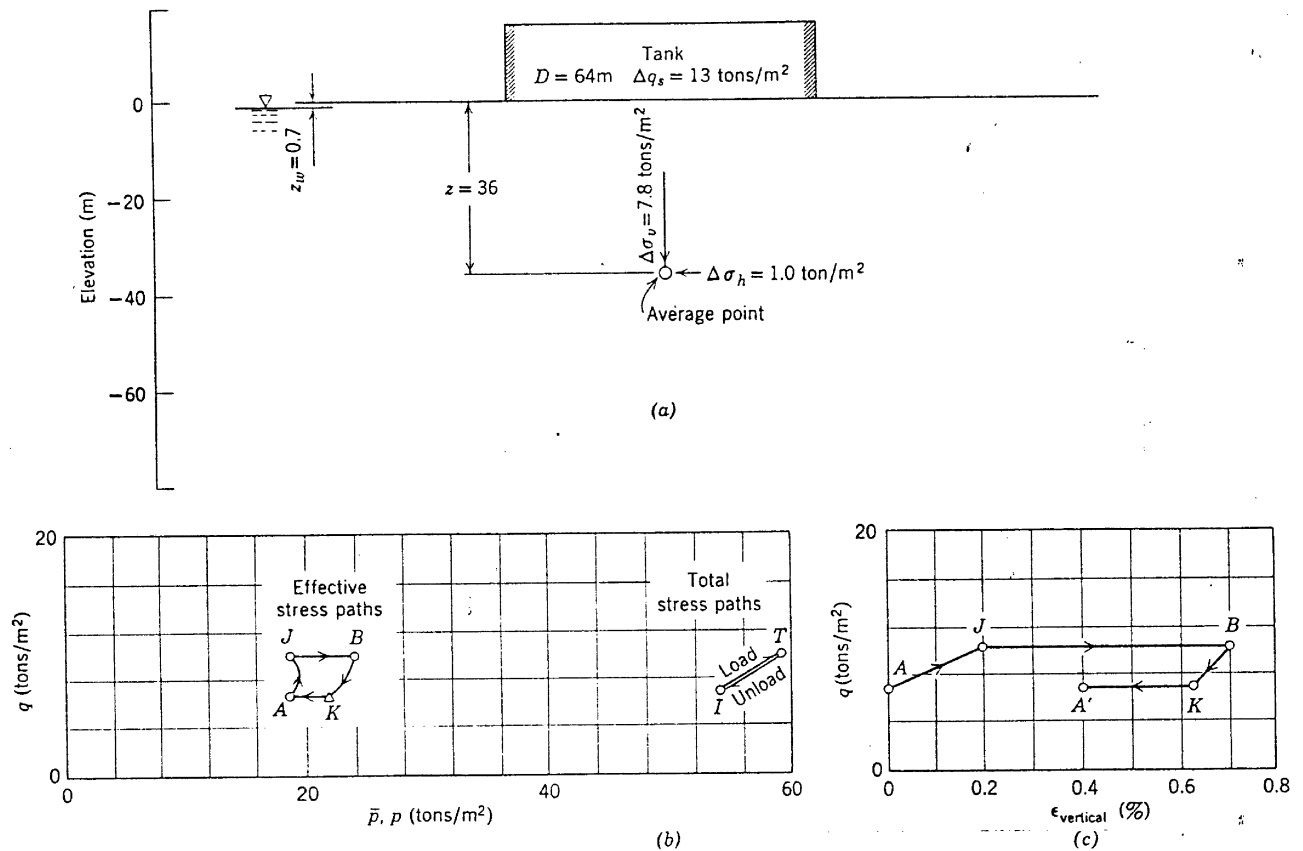 Tank
D = 64m Δq_s = 13 tons/m²
0
z_w = 0.7
z = 36
Δσ_v = 7.8 tons/m²
−20
Elevation (m)
Δσ_h = 1.0 ton/m²
−40
Average point
−60
(a)
20
Effective
stress paths
Total
stress paths
J
B
T
Load
Unload
A
K
I
q (tons/m²)
0
0
20
40
60
p̄, p (tons/m²)
(b)
20
J
B
A
A'
K
q (tons/m²)
0
0
0.2
0.4
0.6
0.8
ϵ_vertical (%)
(c)